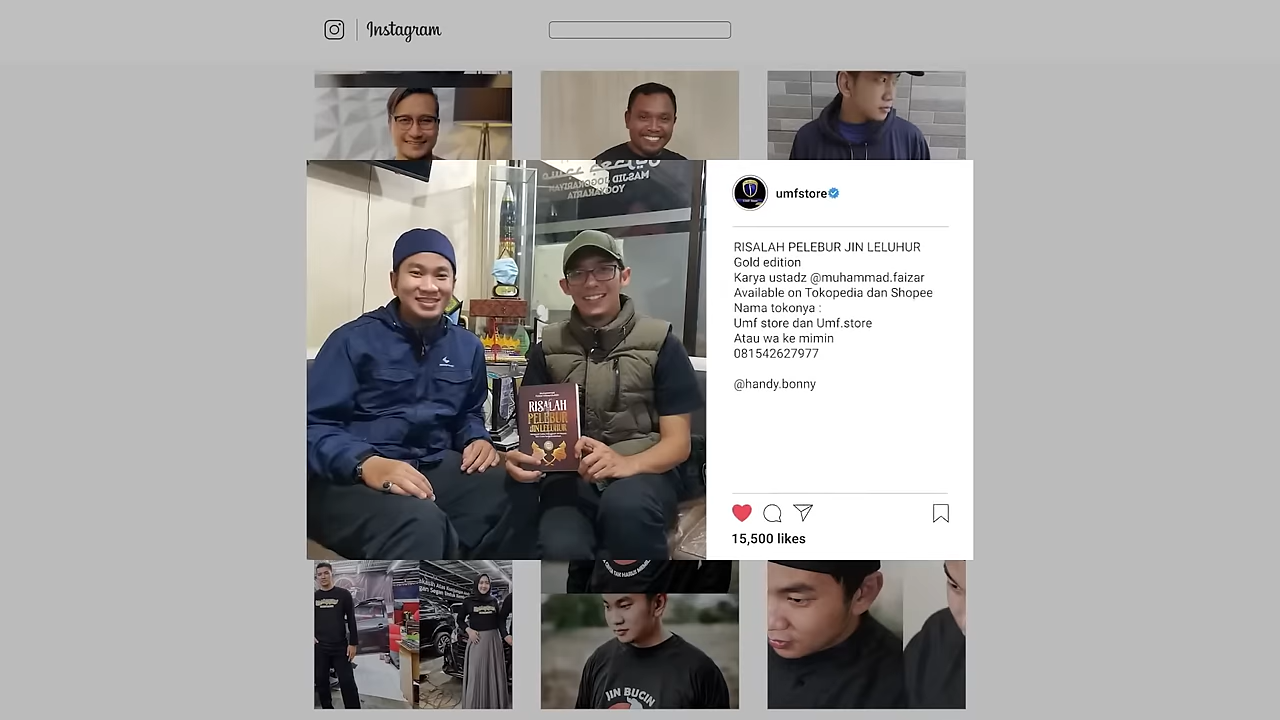 Instagram
MASJID JOGOKARIYAN
YOGYAKARTA
umfstore
RISALAH PELEBUR JIN LELUHUR
Gold edition
Karya ustadz @muhammad.faizar
Available on Tokopedia dan Shopee
Nama tokonya :
Umf store dan Umf.store
Atau wa ke mimin
081542627977
@handy.bonny
RISALAH
PELEBUR
JIN LELUHUR
15,500 likes
JIN BUCIN